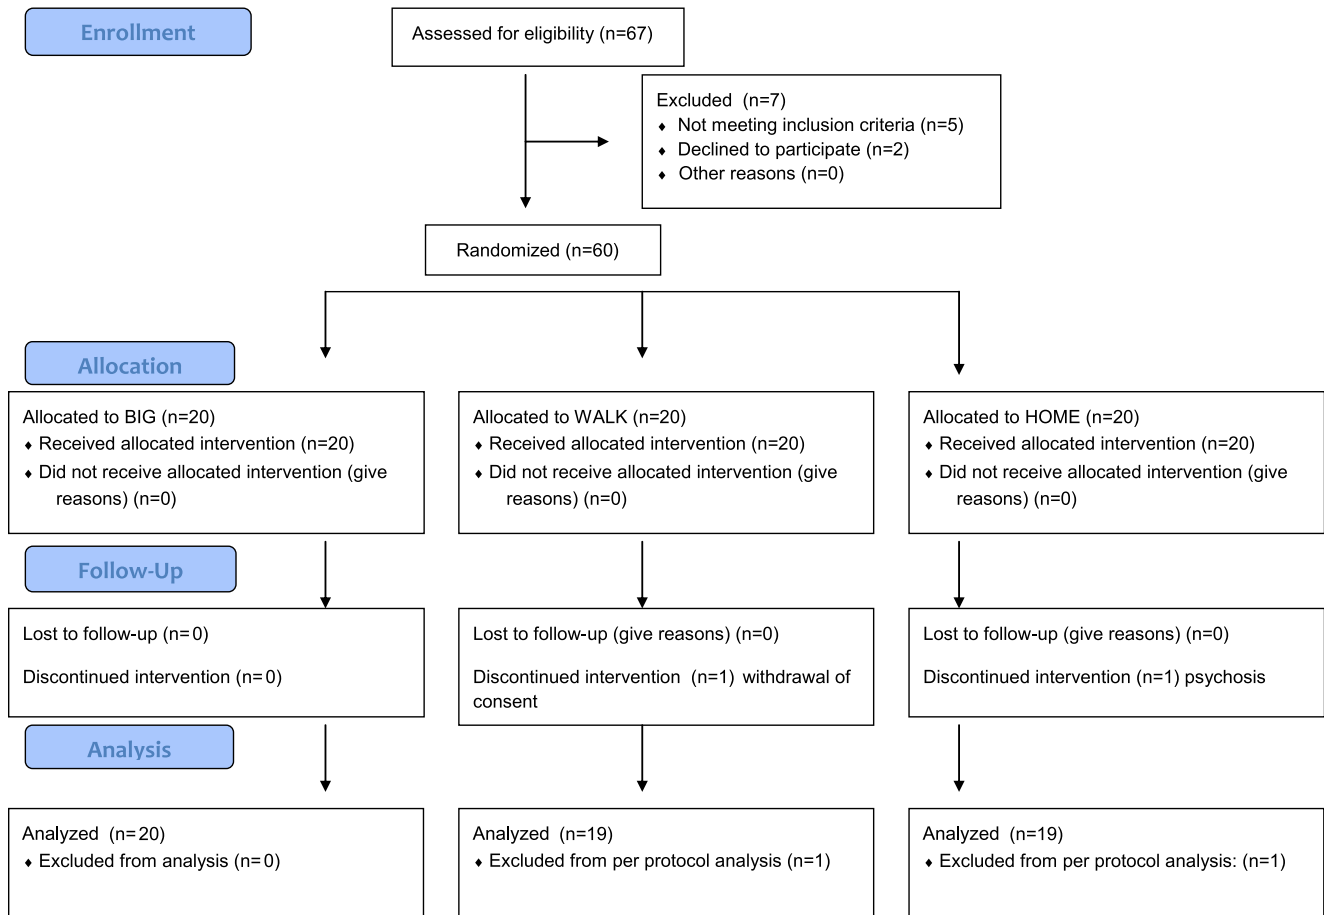 Enrollment
Assessed for eligibility (n=67)
Excluded (n=7)
♦ Not meeting inclusion criteria (n=5)
♦ Declined to participate (n=2)
♦ Other reasons (n=0)
Randomized (n=60)
Allocation
Allocated to BIG (n=20)
♦ Received allocated intervention (n=20)
♦ Did not receive allocated intervention (give
reasons) (n=0)
Allocated to WALK (n=20)
♦ Received allocated intervention (n=20)
♦ Did not receive allocated intervention (give
reasons) (n=0)
Allocated to HOME (n=20)
♦ Received allocated intervention (n=20)
♦ Did not receive allocated intervention (give
reasons) (n=0)
Follow-Up
Lost to follow-up (n=0)
Discontinued intervention (n=0)
Lost to follow-up (give reasons) (n=0)
Discontinued intervention (n=1) withdrawal of
consent
Lost to follow-up (give reasons) (n=0)
Discontinued intervention (n=1) psychosis
Analysis
Analyzed (n=20)
♦ Excluded from analysis (n=0)
Analyzed (n=19)
♦ Excluded from per protocol analysis (n=1)
Analyzed (n=19)
♦ Excluded from per protocol analysis: (n=1)